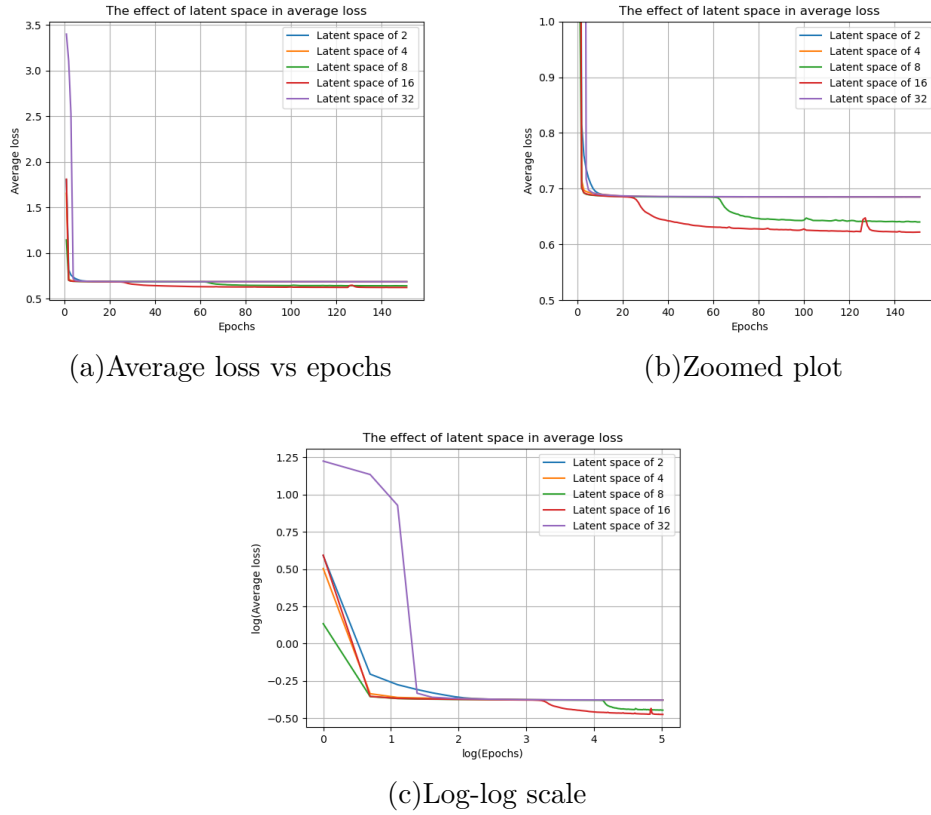 The effect of latent space in average loss
3.5
3.0
2.5
2.0
1.5
1.0
0.5
Average loss
0 20 40 60 80 100 120 140
Epochs
Latent space of 2
Latent space of 4
Latent space of 8
Latent space of 16
Latent space of 32
(a)Average loss vs epochs
The effect of latent space in average loss
1.0
0.9
0.8
0.7
0.6
0.5
Average loss
0 20 40 60 80 100 120 140
Epochs
Latent space of 2
Latent space of 4
Latent space of 8
Latent space of 16
Latent space of 32
(b)Zoomed plot
The effect of latent space in average loss
1.25
1.00
0.75
0.50
0.25
0.00
−0.25
−0.50
log(Average loss)
0 1 2 3 4 5
log(Epochs)
Latent space of 2
Latent space of 4
Latent space of 8
Latent space of 16
Latent space of 32
(c)Log-log scale